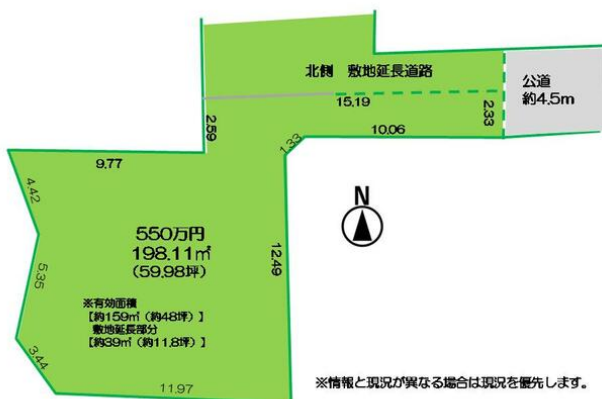 北側 敷地延長道路
公道
約4.5m
15.19
2.33
2.59
10.06
1.33
9.77
4.42
N
550万円
198.11㎡
(59.98坪)
12.49
5.35
※有効面積
【約159㎡(約48坪)】
敷地延長部分
【約39㎡(約11.8坪)】
3.44
11.97
※情報と現況が異なる場合は現況を優先します。